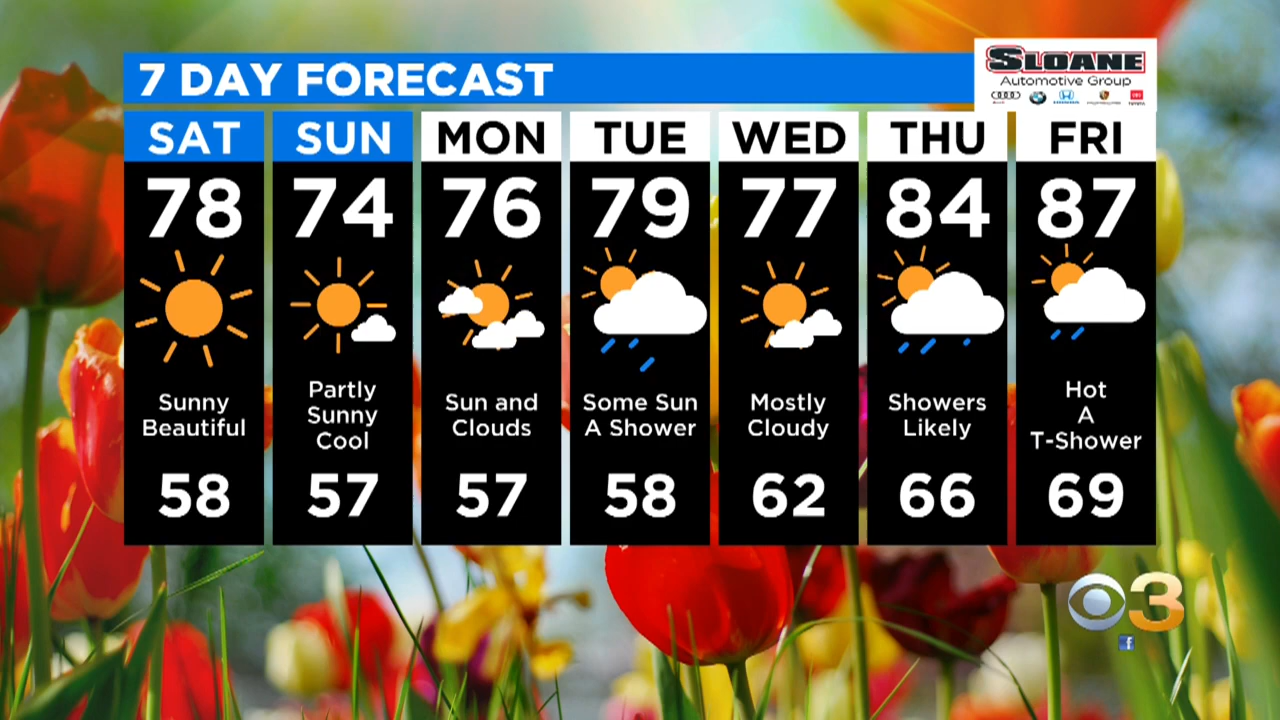 7 DAY FORECAST
SLOANE
Automotive Group
SAT
78
Sunny
Beautiful
58
SUN
74
Partly
Sunny
Cool
57
MON
76
Sun and
Clouds
57
TUE
79
Some Sun
A Shower
58
WED
77
Mostly
Cloudy
62
THU
84
Showers
Likely
66
FRI
87
Hot
A
T-Shower
69
3
f